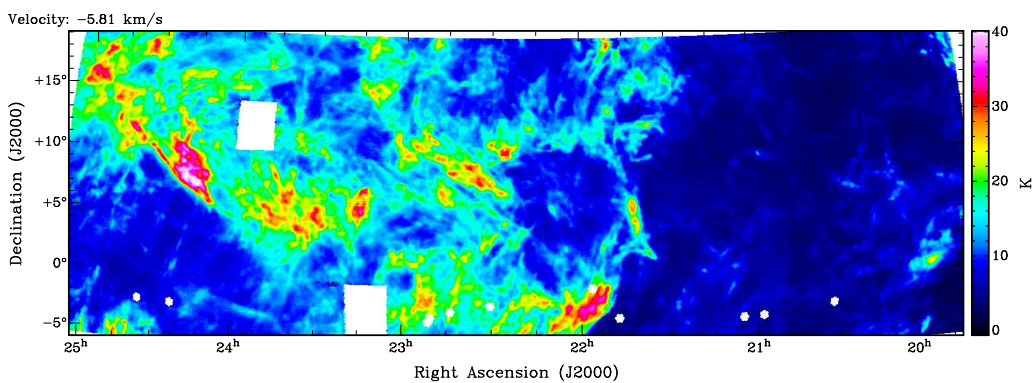 Velocity: −5.81 km/s
40
+15°
30
+10°
Declination (J2000)
20
K
+5°
0°
10
−5°
0
25ʰ
24ʰ
23ʰ
22ʰ
21ʰ
20ʰ
Right Ascension (J2000)